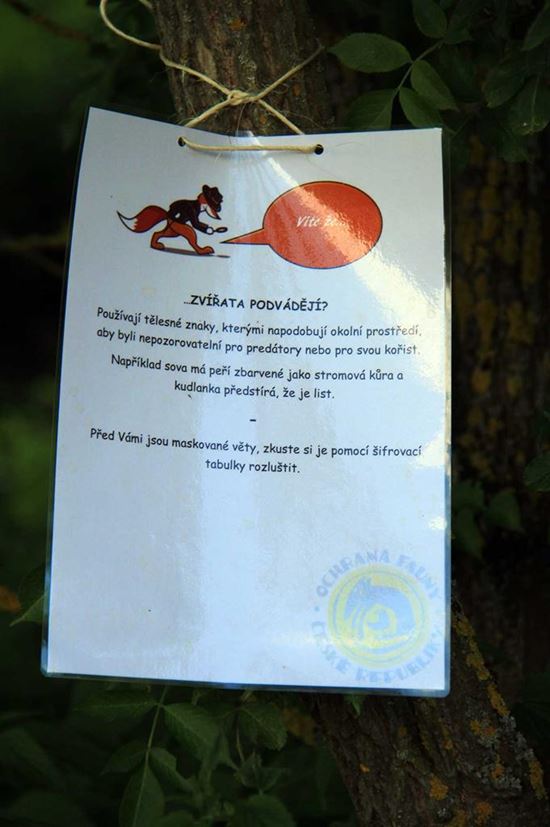 Víte že...
...ZVÍŘATA PODVÁDĚJÍ?
Používají tělesné znaky, kterými napodobují okolní prostředí,
aby byli nepozorovatelní pro predátory nebo pro svou kořist.
Například sova má peří zbarvené jako stromová kůra a
kudlanka předstírá, že je list.
–
Před Vámi jsou maskované věty, zkuste si je pomocí šifrovací
tabulky rozluštit.
OCHRANA FAUNY
ČESKÉ REPUBLIKY